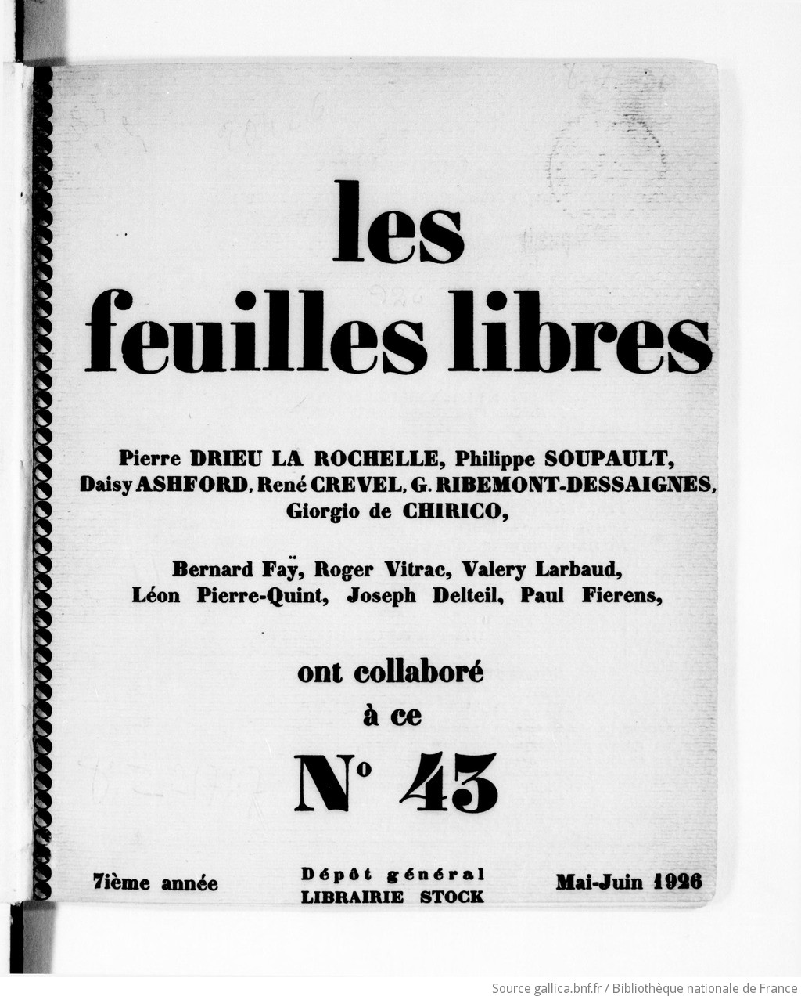 les
feuilles libres
Pierre DRIEU LA ROCHELLE, Philippe SOUPAULT,
Daisy ASHFORD, René CREVEL, G. RIBEMONT-DESSAIGNES,
Giorgio de CHIRICO,
Bernard Faÿ, Roger Vitrac, Valery Larbaud,
Léon Pierre-Quint, Joseph Delteil, Paul Fierens,
ont collaboré
à ce
Nº 43
7ième année
Dépôt général
LIBRAIRIE STOCK
Mai-Juin 1926
Source gallica.bnf.fr / Bibliothèque nationale de France